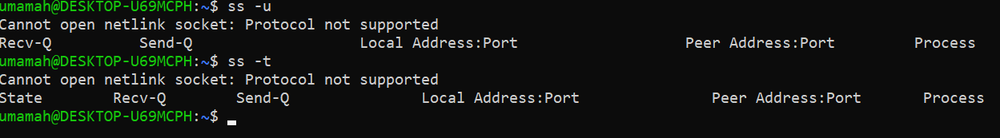 umamah@DESKTOP-U69MCPH:~$ ss -u
Cannot open netlink socket: Protocol not supported
Recv-Q Send-Q Local Address:Port Peer Address:Port Process
umamah@DESKTOP-U69MCPH:~$ ss -t
Cannot open netlink socket: Protocol not supported
State Recv-Q Send-Q Local Address:Port Peer Address:Port Process
umamah@DESKTOP-U69MCPH:~$